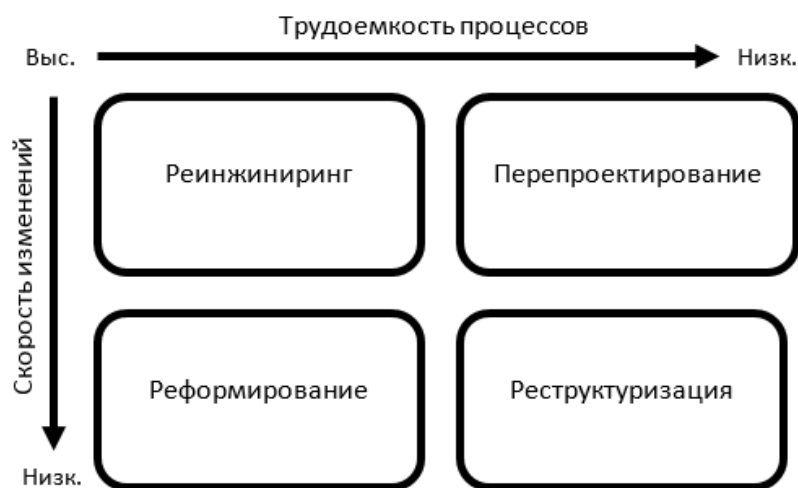 Трудоемкость процессов
Выс.
Низк.
Скорость изменений
Реинжиниринг
Перепроектирование
Реформирование
Реструктуризация
Низк.